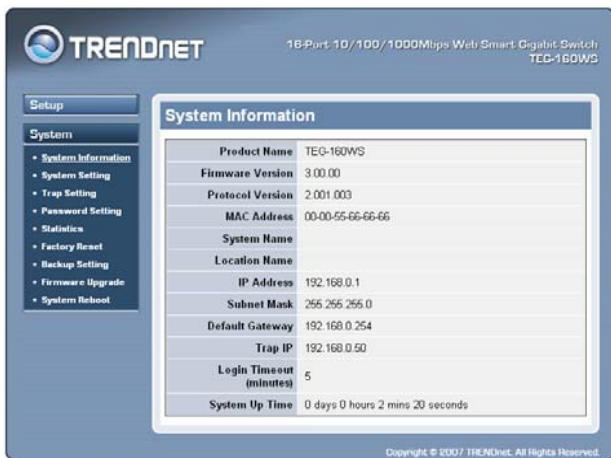 TRENDnet
16-Port 10/100/1000Mbps Web Smart Gigabit Switch
TEG-160WS
Setup
System
System Information
System Setting
Trap Setting
Password Setting
Statistics
Factory Reset
Backup Setting
Firmware Upgrade
System Reboot
System Information
Product Name TEG-160WS
Firmware Version 3.00.00
Protocol Version 2.001.003
MAC Address 00-00-55-66-66-66
System Name
Location Name
IP Address 192.168.0.1
Subnet Mask 255.255.255.0
Default Gateway 192.168.0.254
Trap IP 192.168.0.50
Login Timeout
(minutes) 5
System Up Time 0 days 0 hours 2 mins 20 seconds
Copyright © 2007 TRENDnet. All Rights Reserved.